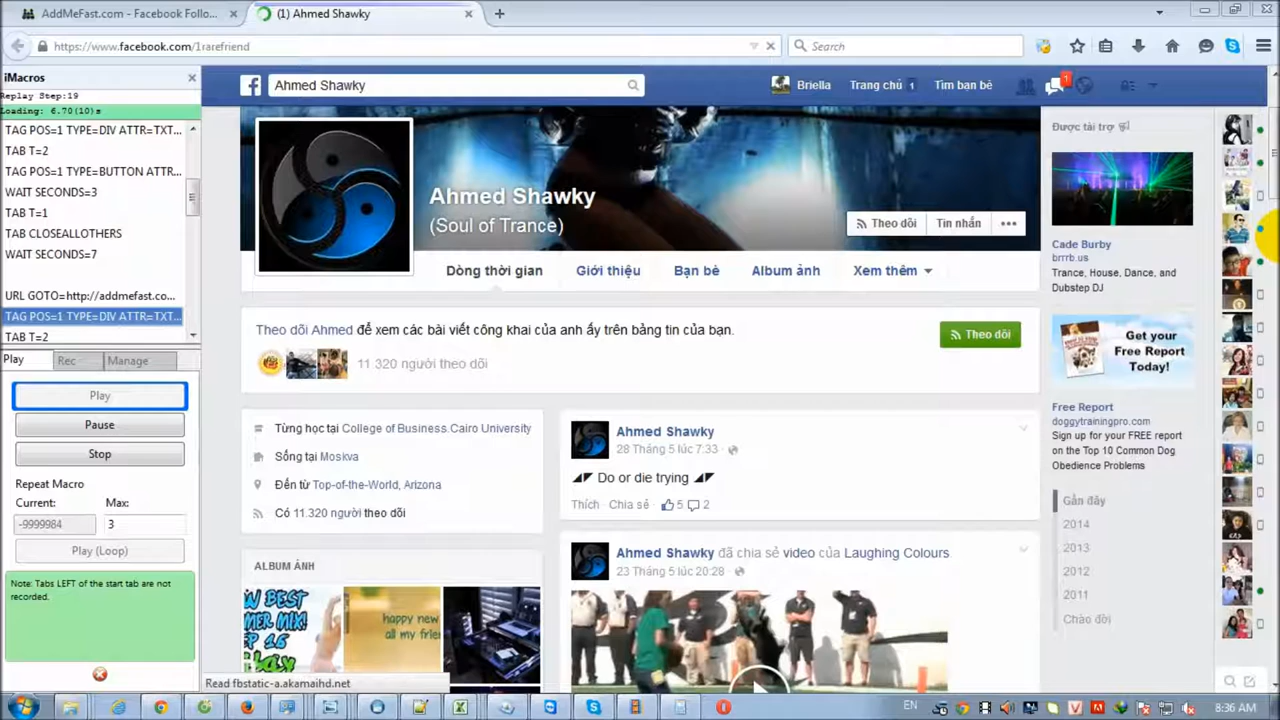 AddMeFast.com - Facebook Follo...
(1) Ahmed Shawky
https://www.facebook.com/1rarefriend
Search
iMacros
Replay Step:19
Loading: 6.70(10)s
TAG POS=1 TYPE=DIV ATTR=TXT...
TAB T=2
TAG POS=1 TYPE=BUTTON ATTR...
WAIT SECONDS=3
TAB T=1
TAB CLOSEALLOTHERS
WAIT SECONDS=7
URL GOTO=http://addmefast.co...
TAG POS=1 TYPE=DIV ATTR=TXT...
TAB T=2
Play
Rec
Manage
Play
Pause
Stop
Repeat Macro
Current:
Max:
-9999984
3
Play (Loop)
Note: Tabs LEFT of the start tab are not
recorded.
Ahmed Shawky
Briella
Trang chủ 1
Tìm bạn bè
1
Ahmed Shawky
(Soul of Trance)
Theo dõi
Tin nhắn
Dòng thời gian
Giới thiệu
Bạn bè
Album ảnh
Xem thêm
Theo dõi Ahmed để xem các bài viết công khai của anh ấy trên bảng tin của bạn.
Theo dõi
11 320 người theo dõi
Từng học tại College of Business.Cairo University
Sống tại Moskva
Đến từ Top-of-the-World, Arizona
Có 11.320 người theo dõi
ALBUM ẢNH
happy new
all my frie
Ahmed Shawky
28 Tháng 5 lúc 7:33
Do or die trying
Thích · Chia sẻ · 5 2
Ahmed Shawky đã chia sẻ video của Laughing Colours
23 Tháng 5 lúc 20:28
Được tài trợ
Cade Burby
brrrb.us
Trance, House, Dance, and
Dubstep DJ
Get your
Free Report
Today!
Free Report
doggytrainingpro.com
Sign up for your FREE report
on the Top 10 Common Dog
Obedience Problems
Gần đây
2014
2013
2012
2011
Chào đời
Read fbstatic-a.akamaihd.net
EN
8:36 AM